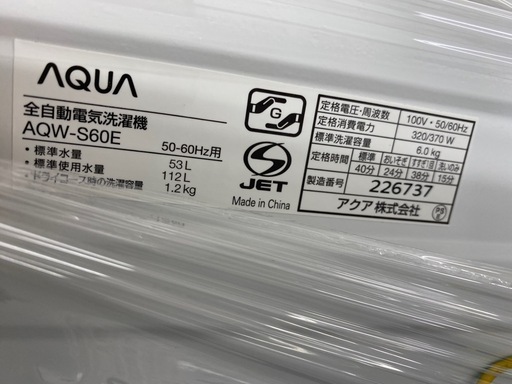 AQUA
全自動電気洗濯機
AQW-S60E
50-60Hz用
・標準水量 53L
・標準使用水量 112L
・ドライコース時の洗濯容量 1.2kg
G
JET
Made in China
定格電圧・周波数 100V・50/60Hz
定格消費電力 320/370W
標準洗濯容量 6.0kg
定格時間 標準 おいそぎ すすぎ1回
40分 24分 38分 15分
製造番号 226737
アクア株式会社